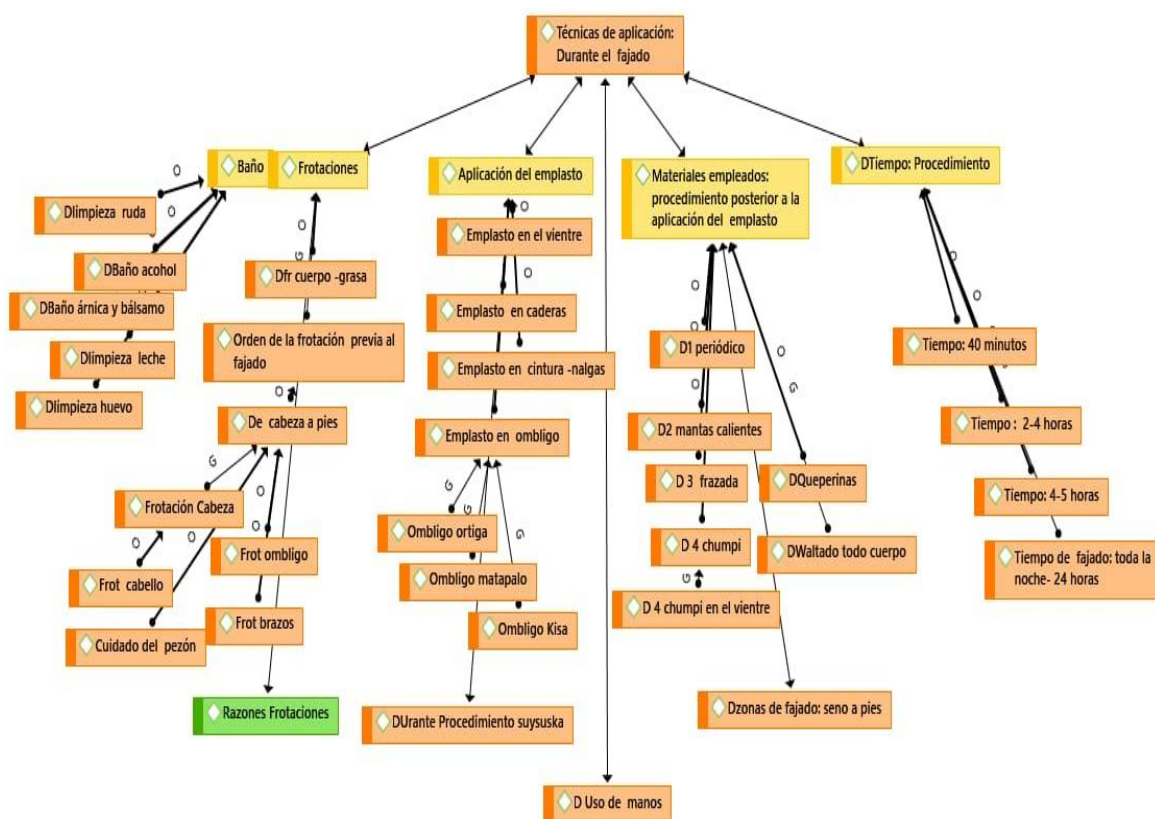 Técnicas de aplicación:
Durante el fajado
Baño
Frotaciones
Aplicación del emplasto
Materiales empleados:
procedimiento posterior a la
aplicación del emplasto
DTiempo: Procedimiento
O
Dlimpieza ruda
O
DBaño acohol
DBaño árnica y bálsamo
Dlimpieza leche
Dlimpieza huevo
G
Dfr cuerpo -grasa
Orden de la frotación previa al
fajado
G
O
De cabeza a pies
G
Frotación Cabeza
O
O
O
Frot ombligo
O
Frot cabello
Frot brazos
Cuidado del pezón
Razones Frotaciones
O
Emplasto en el vientre
O
Emplasto en caderas
Emplasto en cintura -nalgas
Emplasto en ombligo
G
G
G
Ombligo ortiga
Ombligo matapalo
Ombligo Kisa
DUrante Procedimiento suysuska
O
D1 periódico
O
O
O
G
D2 mantas calientes
D 3 frazada
DQueperinas
D 4 chumpi
DWaltado todo cuerpo
G
D 4 chumpi en el vientre
Dzonas de fajado: seno a pies
O
Tiempo: 40 minutos
O
O
Tiempo : 2-4 horas
Tiempo: 4-5 horas
Tiempo de fajado: toda la
noche- 24 horas
D Uso de manos